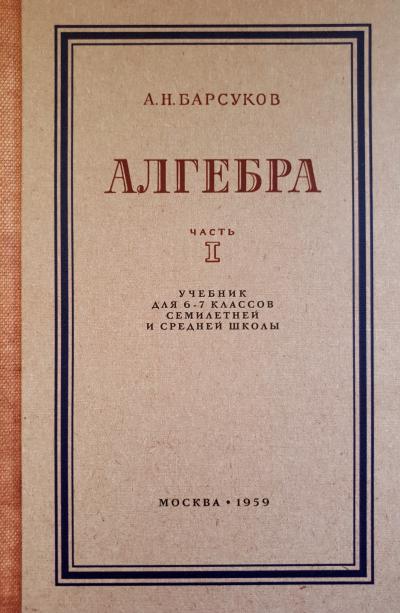 А.Н.БАРСУКОВ
АЛГЕБРА
ЧАСТЬ
I
УЧЕБНИК
ДЛЯ 6-7 КЛАССОВ
СЕМИЛЕТНЕЙ
И СРЕДНЕЙ ШКОЛЫ
МОСКВА • 1959